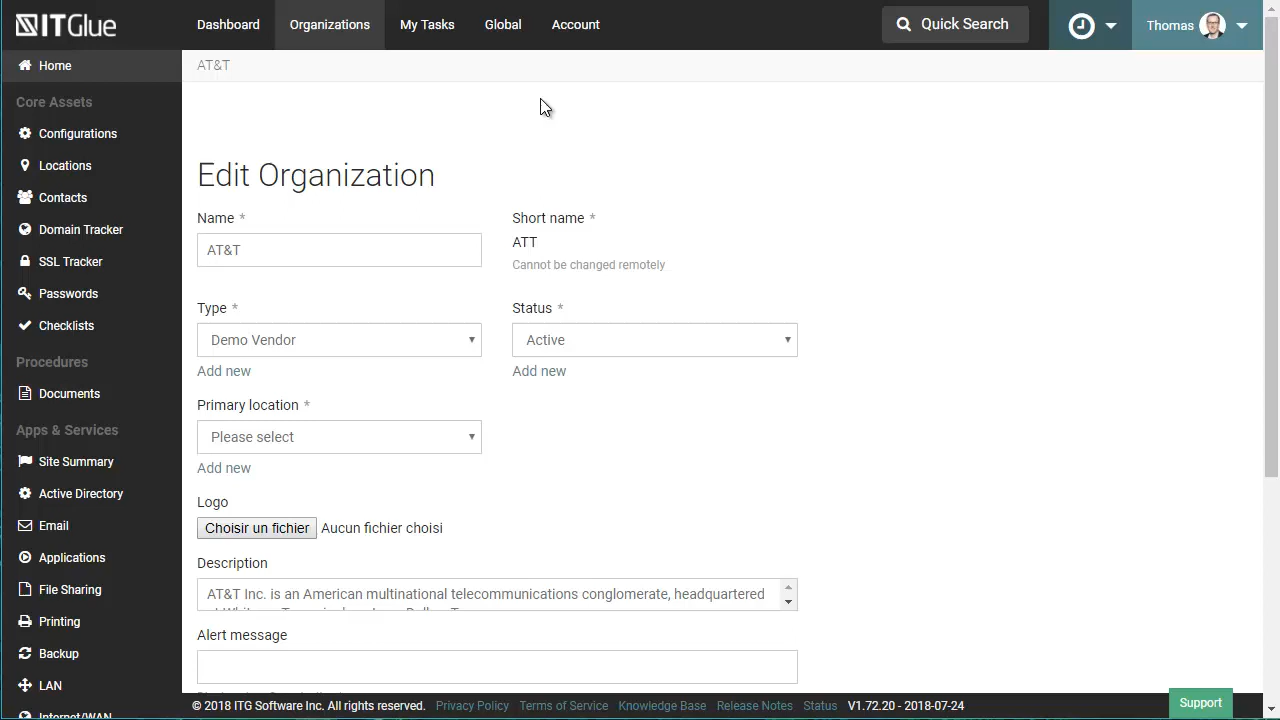 ITGlue
Dashboard
Organizations
My Tasks
Global
Account
Quick Search
Thomas
Home
AT&T
Core Assets
Configurations
Locations
Contacts
Domain Tracker
SSL Tracker
Passwords
Checklists
Procedures
Documents
Apps & Services
Site Summary
Active Directory
Email
Applications
File Sharing
Printing
Backup
LAN
Internet/WAN
Edit Organization
Name *
AT&T
Short name *
ATT
Cannot be changed remotely
Type *
Demo Vendor
Add new
Status *
Active
Add new
Primary location *
Please select
Add new
Logo
Choisir un fichier Aucun fichier choisi
Description
AT&T Inc. is an American multinational telecommunications conglomerate, headquartered
Alert message
© 2018 ITG Software Inc. All rights reserved. Privacy Policy Terms of Service Knowledge Base Release Notes Status V1.72.20 - 2018-07-24
Support